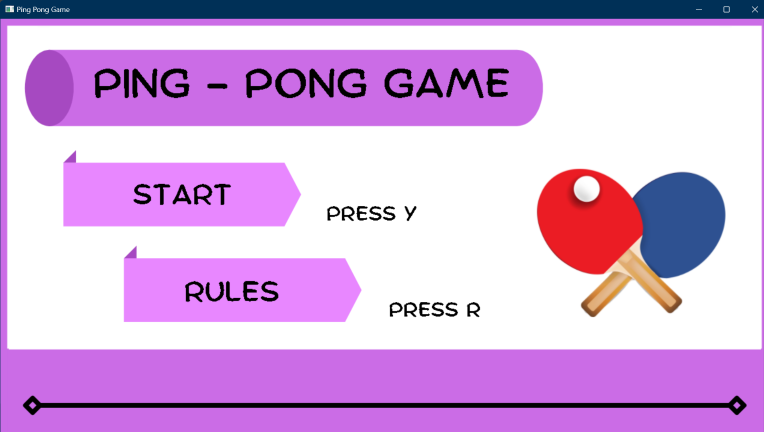 Ping Pong Game
PING - PONG GAME
START
PRESS Y
RULES
PRESS R